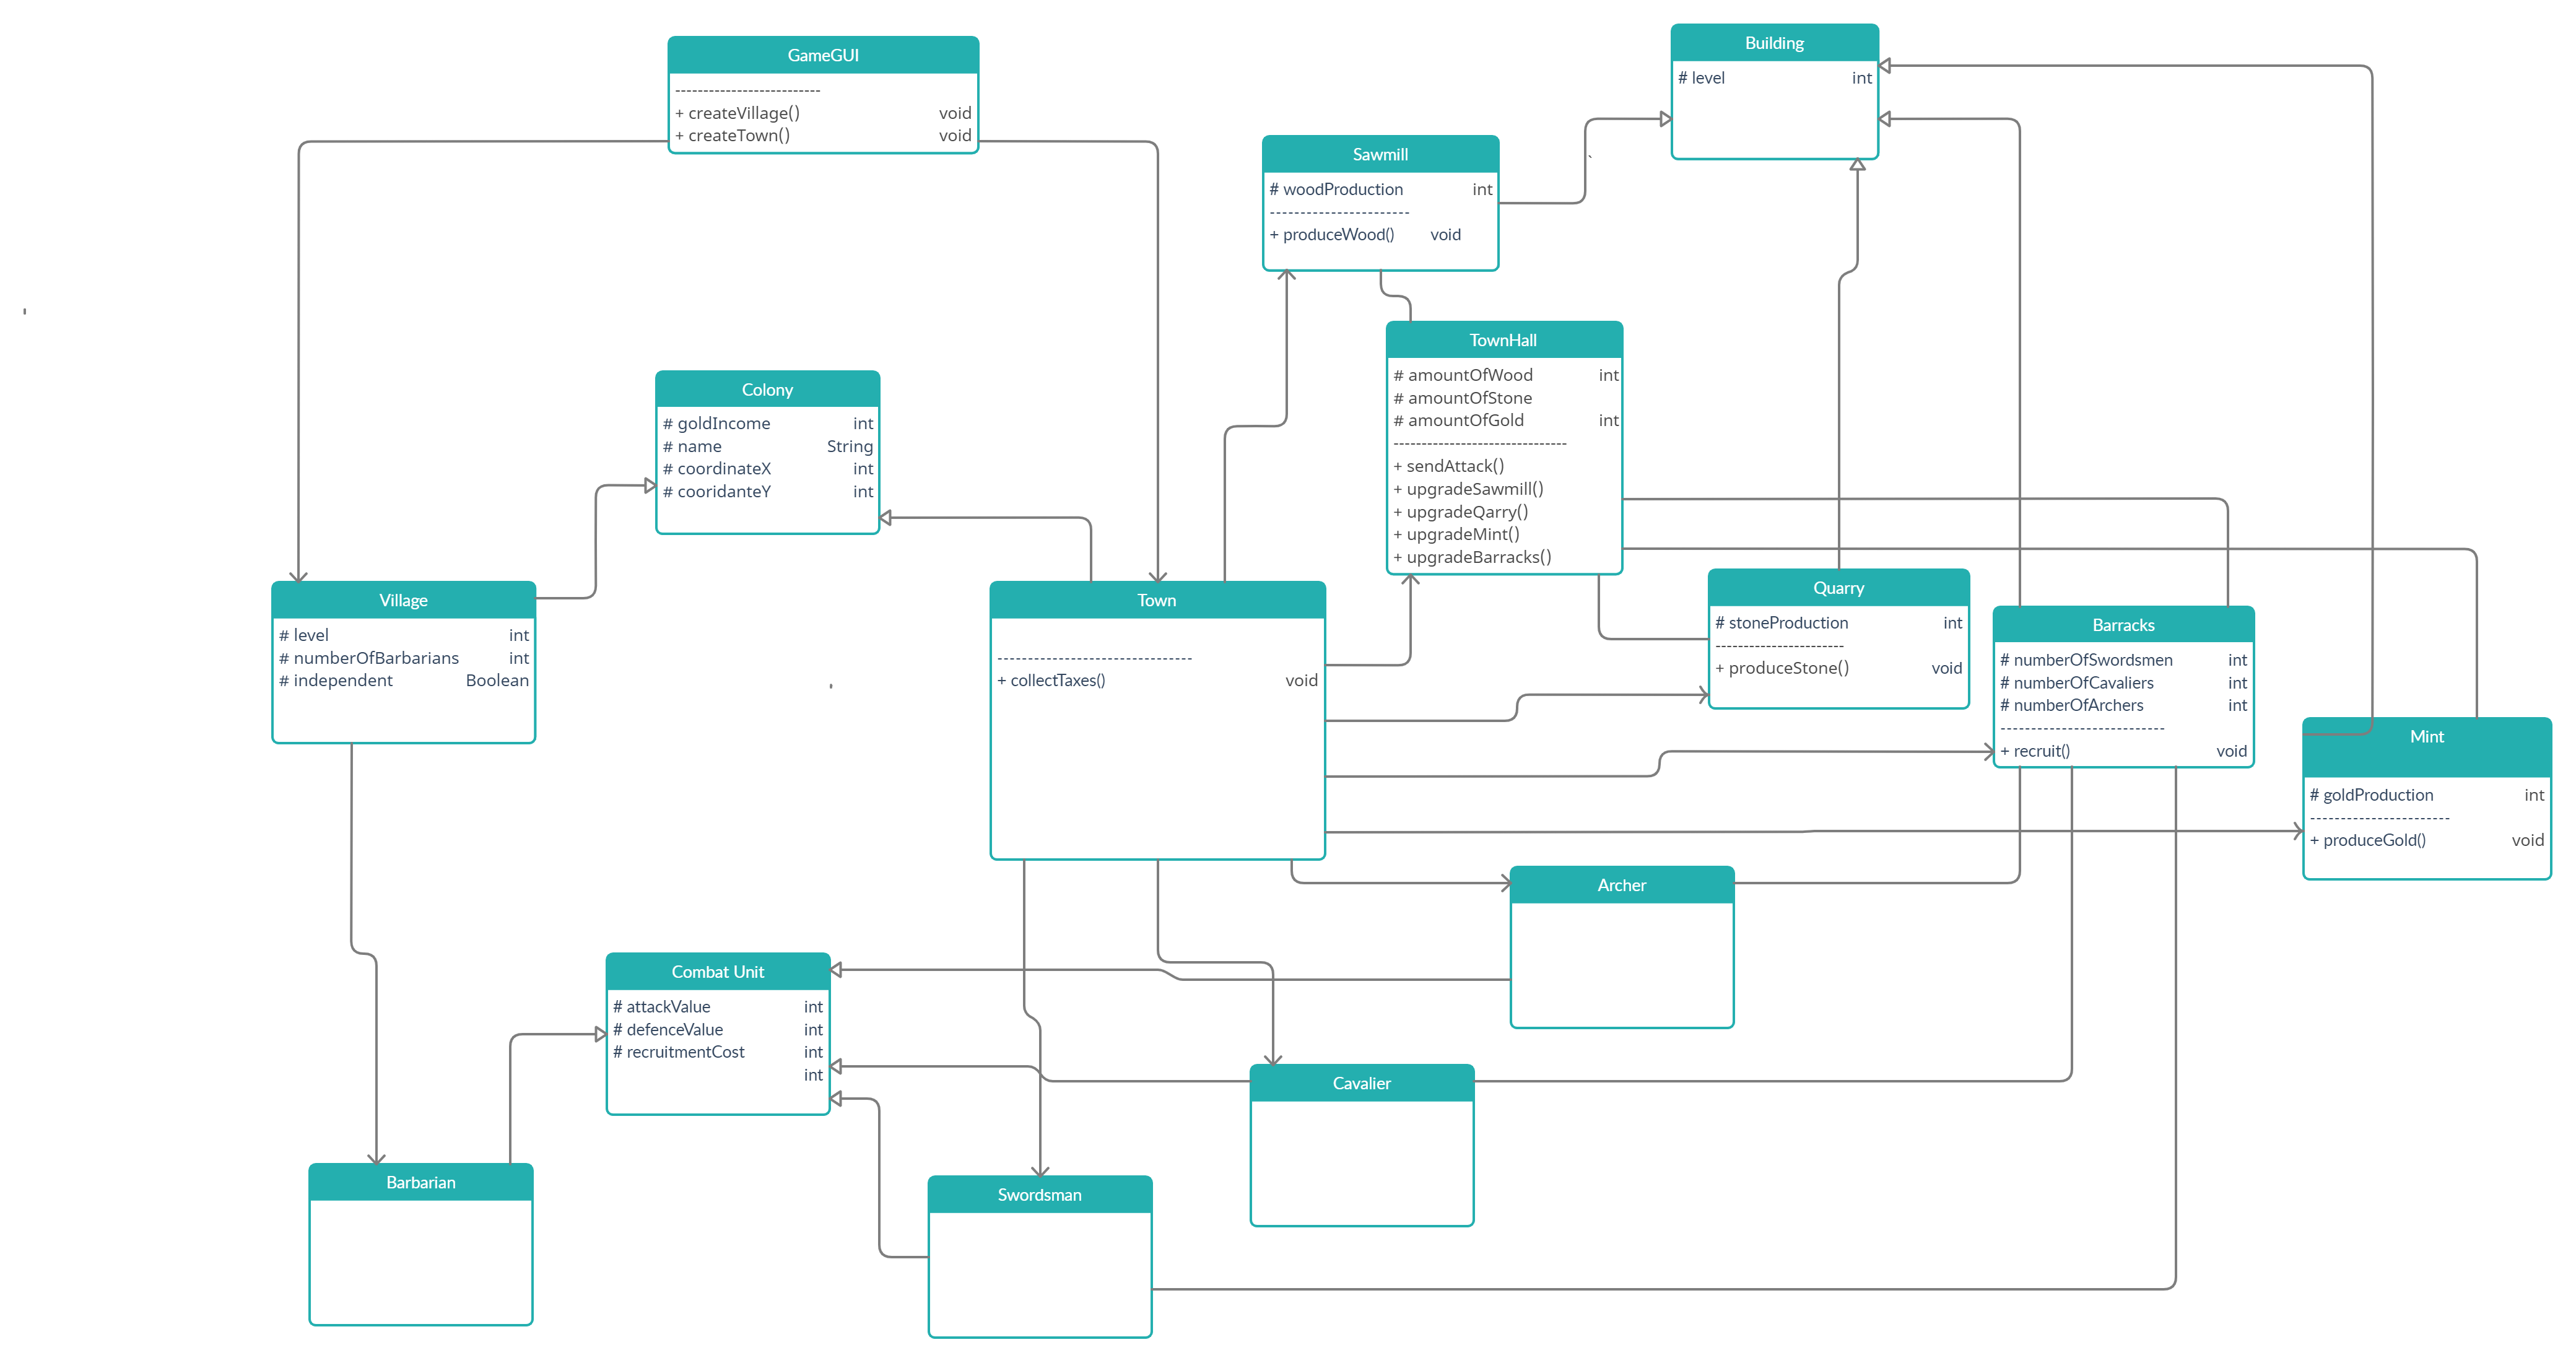 GameGUI
--------------------------
+ createVillage() void
+ createTown() void
Building
# level int
Sawmill
# woodProduction int
-----------------------
+ produceWood() void
`
'
TownHall
# amountOfWood int
# amountOfStone
# amountOfGold int
-------------------------------
+ sendAttack()
+ upgradeSawmill()
+ upgradeQarry()
+ upgradeMint()
+ upgradeBarracks()
Colony
# goldIncome int
# name String
# coordinateX int
# cooridanteY int
Village
# level int
# numberOfBarbarians int
# independent Boolean
Town
--------------------------------
+ collectTaxes() void
'
Quarry
# stoneProduction int
-----------------------
+ produceStone() void
Barracks
# numberOfSwordsmen int
# numberOfCavaliers int
# numberOfArchers int
---------------------------
+ recruit() void
Mint
# goldProduction int
-----------------------
+ produceGold() void
Archer
Combat Unit
# attackValue int
# defenceValue int
# recruitmentCost int
int
Cavalier
Barbarian
Swordsman